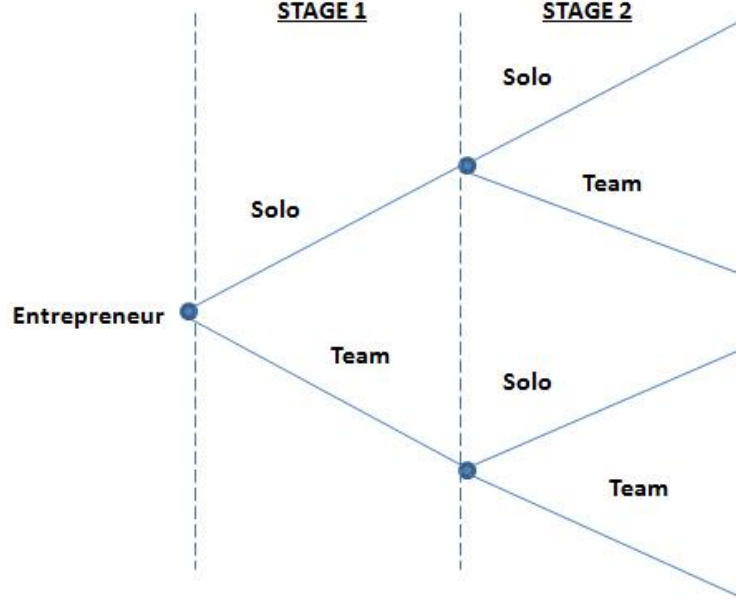 STAGE 1
STAGE 2
Solo
Team
Solo
Entrepreneur
Team
Solo
Team